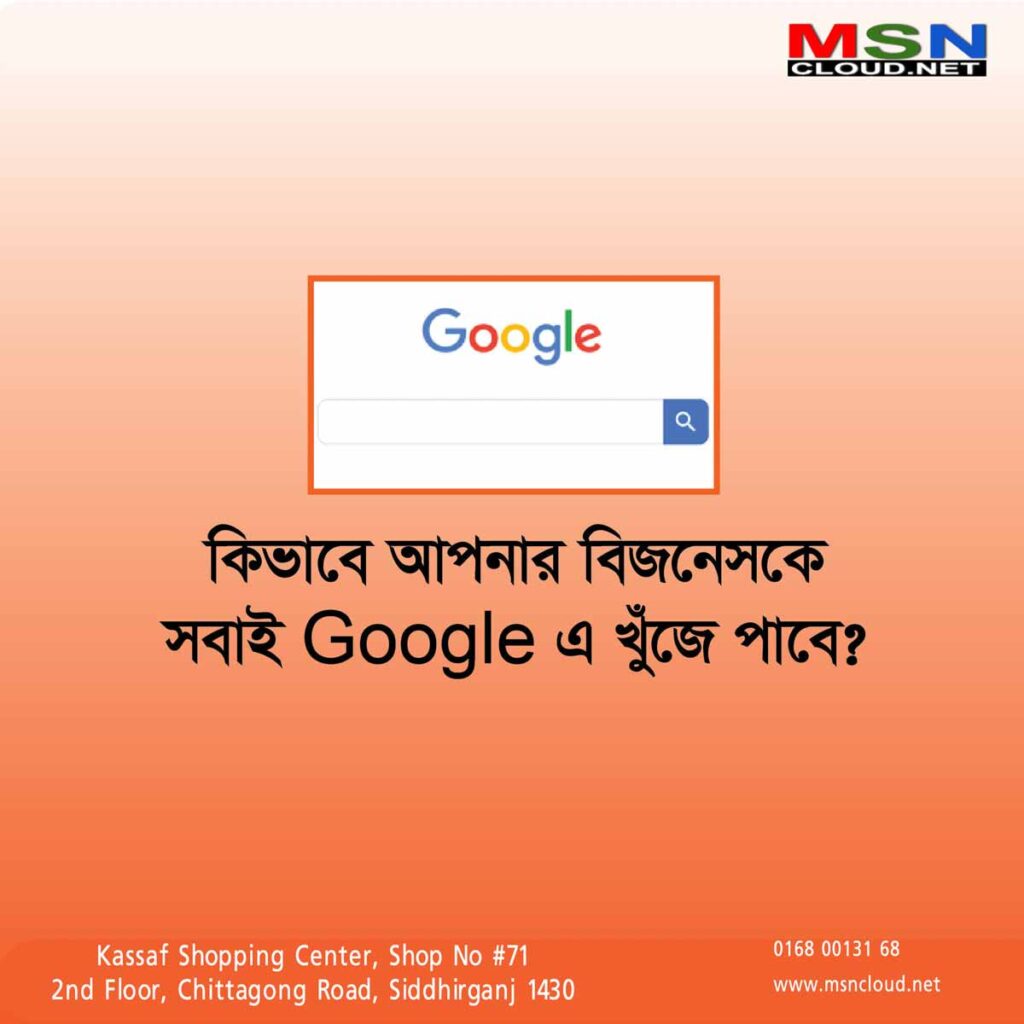 MSN
CLOUD.NET
Google
কিভাবে আপনার বিজনেসকে
সবাই Google এ খুঁজে পাবে?
Kassaf Shopping Center, Shop No #71
2nd Floor, Chittagong Road, Siddhirganj 1430
0168 00131 68
www.msncloud.net